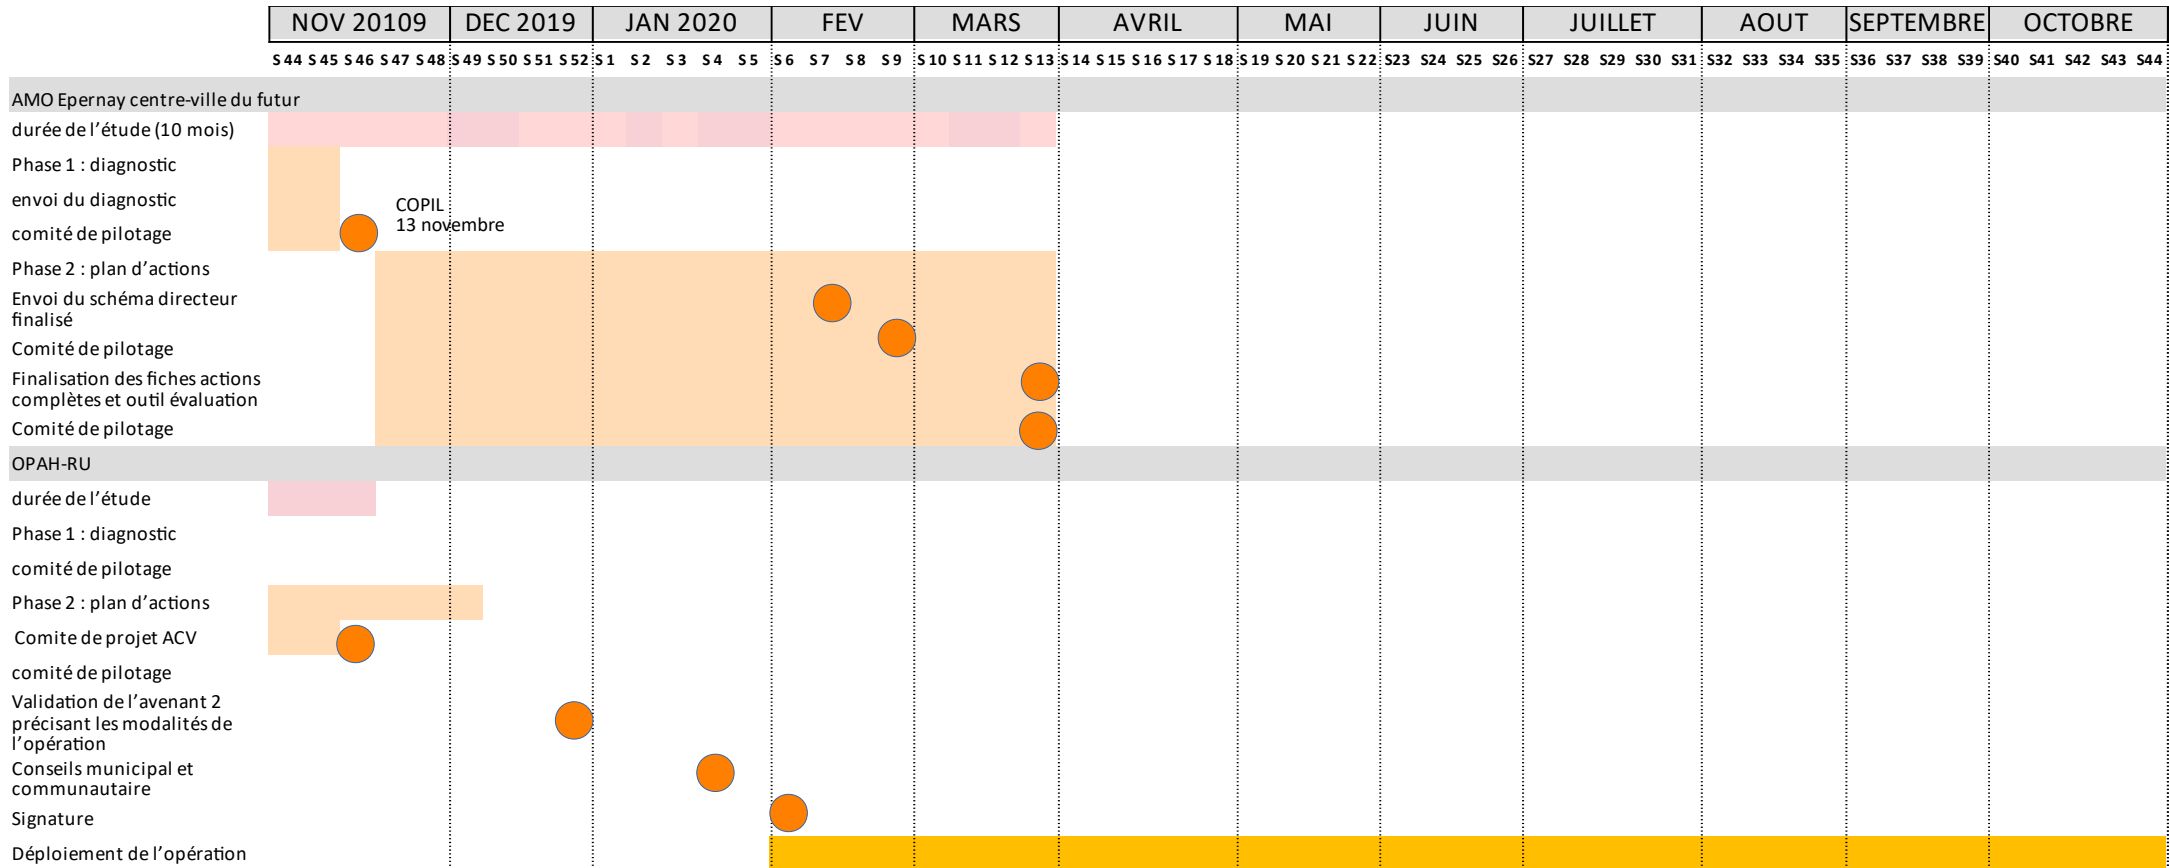 NOV 20109 DEC 2019 JAN 2020 FEV MARS AVRIL MAI JUIN JUILLET AOUT SEPTEMBRE OCTOBRE
S 44 S 45 S 46 S 47 S 48 S 49 S 50 S 51 S 52 S 1 S 2 S 3 S 4 S 5 S 6 S 7 S 8 S 9 S 10 S 11 S 12 S 13 S 14 S 15 S 16 S 17 S 18 S 19 S 20 S 21 S 22 S23 S24 S25 S26 S27 S28 S29 S30 S31 S32 S33 S34 S35 S36 S37 S38 S39 S40 S41 S42 S43 S44
AMO Epernay centre-ville du futur
durée de l’étude (10 mois)
Phase 1 : diagnostic
envoi du diagnostic
COPIL
13 novembre
comité de pilotage
Phase 2 : plan d’actions
Envoi du schéma directeur
finalisé
Comité de pilotage
Finalisation des fiches actions
complètes et outil évaluation
Comité de pilotage
OPAH-RU
durée de l’étude
Phase 1 : diagnostic
comité de pilotage
Phase 2 : plan d’actions
Comite de projet ACV
comité de pilotage
Validation de l’avenant 2
précisant les modalités de
l’opération
Conseils municipal et
communautaire
Signature
Déploiement de l’opération